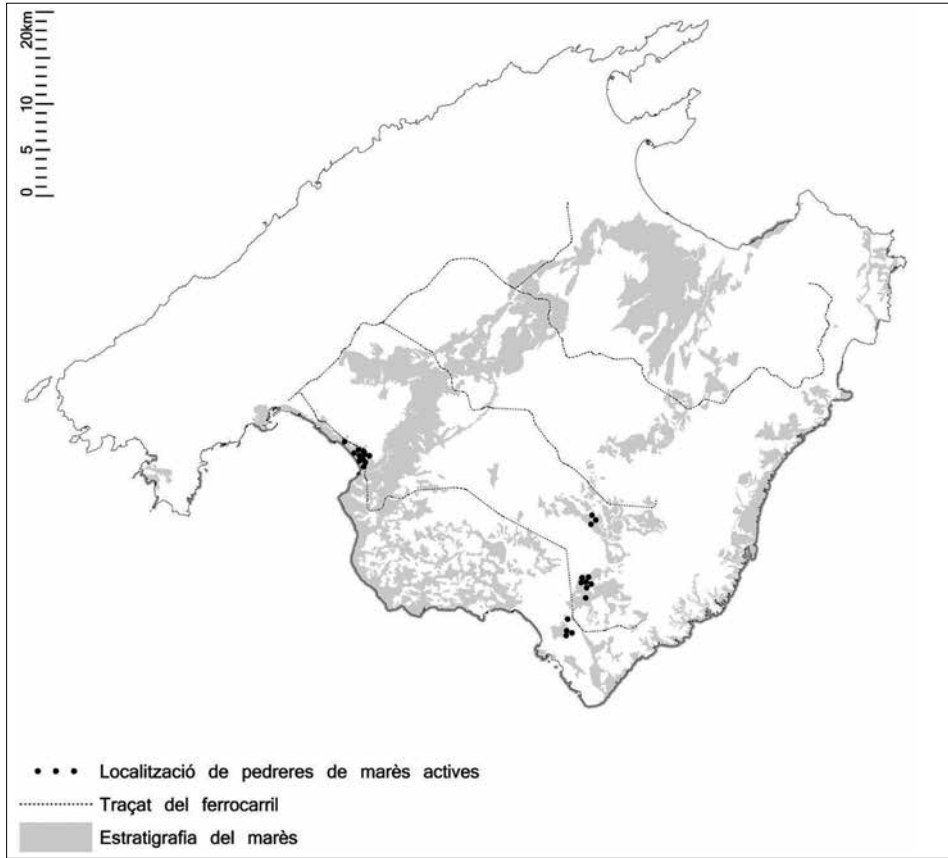 20km
10
5
0
Localització de pedreres de marès actives
Traçat del ferrocarril
Estratigrafia del marès